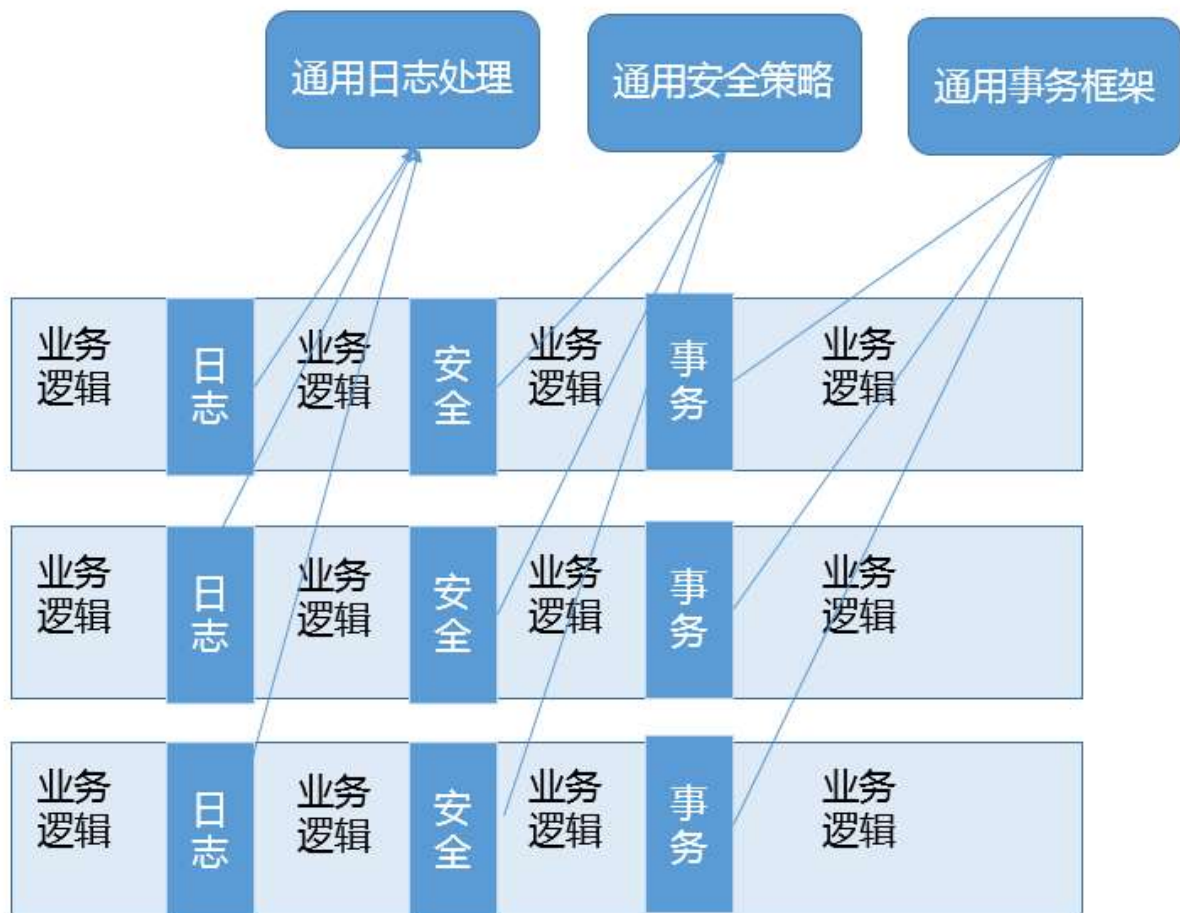 通用日志处理
通用安全策略
通用事务框架
业务
逻辑
日
志
业务
逻辑
安
全
业务
逻辑
事
务
业务
逻辑
业务
逻辑
日
志
业务
逻辑
安
全
业务
逻辑
事
务
业务
逻辑
业务
逻辑
日
志
业务
逻辑
安
全
业务
逻辑
事
务
业务
逻辑